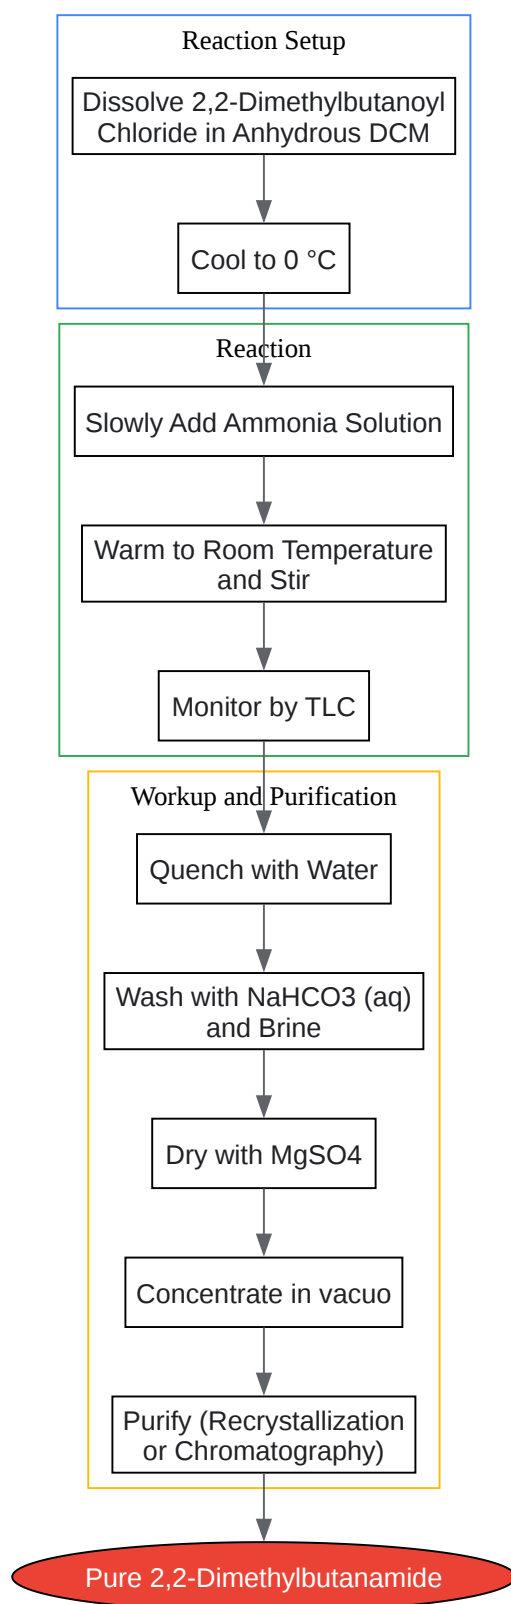 Reaction Setup
Dissolve 2,2-Dimethylbutanoyl
Chloride in Anhydrous DCM
Cool to 0 °C
Reaction
Slowly Add Ammonia Solution
Warm to Room Temperature
and Stir
Monitor by TLC
Workup and Purification
Quench with Water
Wash with NaHCO3 (aq)
and Brine
Dry with MgSO4
Concentrate in vacuo
Purify (Recrystallization
or Chromatography)
Pure 2,2-Dimethylbutanamide